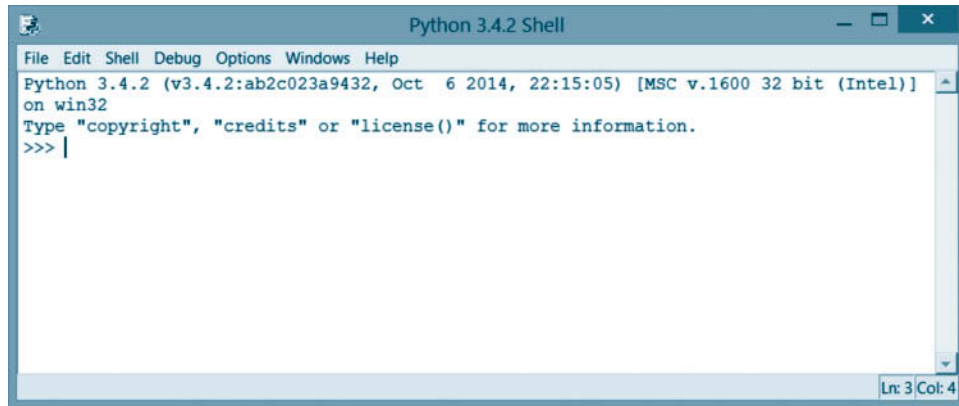 Python 3.4.2 Shell
File Edit Shell Debug Options Windows Help
Python 3.4.2 (v3.4.2:ab2c023a9432, Oct  6 2014, 22:15:05) [MSC v.1600 32 bit (Intel)]
on win32
Type "copyright", "credits" or "license()" for more information.
>>>
Ln: 3 Col: 4